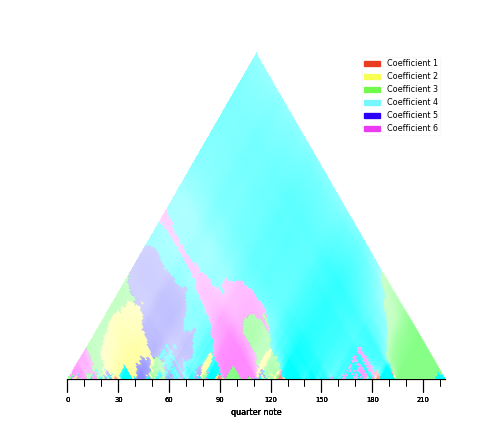 Coefficient 1
Coefficient 2
Coefficient 3
Coefficient 4
Coefficient 5
Coefficient 6
0 30 60 90 120 150 180 210
quarter note